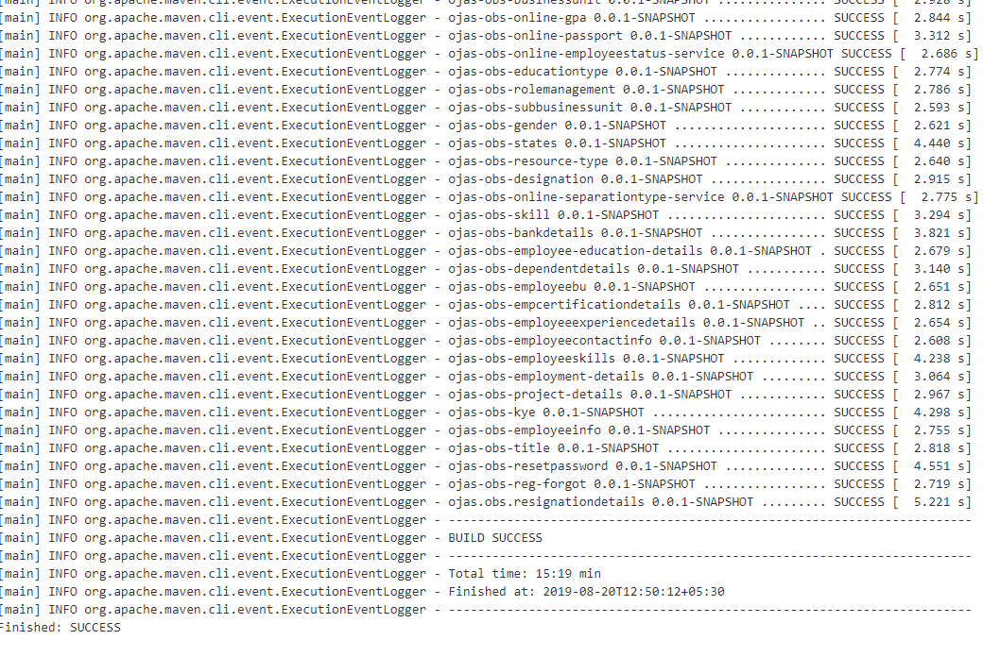 [main] INFO org.apache.maven.cli.event.ExecutionEventLogger - ojas-obs-businessunit 0.0.1-SNAPSHOT ............... SUCCESS [  2.928 s]
[main] INFO org.apache.maven.cli.event.ExecutionEventLogger - ojas-obs-online-gpa 0.0.1-SNAPSHOT ................. SUCCESS [  2.844 s]
[main] INFO org.apache.maven.cli.event.ExecutionEventLogger - ojas-obs-online-passport 0.0.1-SNAPSHOT ............ SUCCESS [  3.312 s]
[main] INFO org.apache.maven.cli.event.ExecutionEventLogger - ojas-obs-online-employeestatus-service 0.0.1-SNAPSHOT SUCCESS [  2.686 s]
[main] INFO org.apache.maven.cli.event.ExecutionEventLogger - ojas-obs-educationtype 0.0.1-SNAPSHOT .............. SUCCESS [  2.774 s]
[main] INFO org.apache.maven.cli.event.ExecutionEventLogger - ojas-obs-rolemanagement 0.0.1-SNAPSHOT ............. SUCCESS [  2.786 s]
[main] INFO org.apache.maven.cli.event.ExecutionEventLogger - ojas-obs-subbusinessunit 0.0.1-SNAPSHOT ............ SUCCESS [  2.593 s]
[main] INFO org.apache.maven.cli.event.ExecutionEventLogger - ojas-obs-gender 0.0.1-SNAPSHOT ..................... SUCCESS [  2.621 s]
[main] INFO org.apache.maven.cli.event.ExecutionEventLogger - ojas-obs-states 0.0.1-SNAPSHOT ..................... SUCCESS [  4.440 s]
[main] INFO org.apache.maven.cli.event.ExecutionEventLogger - ojas-obs-resource-type 0.0.1-SNAPSHOT .............. SUCCESS [  2.640 s]
[main] INFO org.apache.maven.cli.event.ExecutionEventLogger - ojas-obs-designation 0.0.1-SNAPSHOT ................ SUCCESS [  2.915 s]
[main] INFO org.apache.maven.cli.event.ExecutionEventLogger - ojas-obs-online-separationtype-service 0.0.1-SNAPSHOT SUCCESS [  2.775 s]
[main] INFO org.apache.maven.cli.event.ExecutionEventLogger - ojas-obs-skill 0.0.1-SNAPSHOT ...................... SUCCESS [  3.294 s]
[main] INFO org.apache.maven.cli.event.ExecutionEventLogger - ojas-obs-bankdetails 0.0.1-SNAPSHOT ................ SUCCESS [  3.821 s]
[main] INFO org.apache.maven.cli.event.ExecutionEventLogger - ojas-obs-employee-education-details 0.0.1-SNAPSHOT . SUCCESS [  2.679 s]
[main] INFO org.apache.maven.cli.event.ExecutionEventLogger - ojas-obs-dependentdetails 0.0.1-SNAPSHOT ........... SUCCESS [  3.140 s]
[main] INFO org.apache.maven.cli.event.ExecutionEventLogger - ojas-obs-employeebu 0.0.1-SNAPSHOT ................. SUCCESS [  2.651 s]
[main] INFO org.apache.maven.cli.event.ExecutionEventLogger - ojas-obs-empcertificationdetails 0.0.1-SNAPSHOT .... SUCCESS [  2.812 s]
[main] INFO org.apache.maven.cli.event.ExecutionEventLogger - ojas-obs-employeeexperiencedetails 0.0.1-SNAPSHOT .. SUCCESS [  2.654 s]
[main] INFO org.apache.maven.cli.event.ExecutionEventLogger - ojas-obs-employeecontactinfo 0.0.1-SNAPSHOT ........ SUCCESS [  2.608 s]
[main] INFO org.apache.maven.cli.event.ExecutionEventLogger - ojas-obs-employeeskills 0.0.1-SNAPSHOT ............. SUCCESS [  4.238 s]
[main] INFO org.apache.maven.cli.event.ExecutionEventLogger - ojas-obs-employment-details 0.0.1-SNAPSHOT ......... SUCCESS [  3.064 s]
[main] INFO org.apache.maven.cli.event.ExecutionEventLogger - ojas-obs-project-details 0.0.1-SNAPSHOT ............ SUCCESS [  2.967 s]
[main] INFO org.apache.maven.cli.event.ExecutionEventLogger - ojas-obs-kye 0.0.1-SNAPSHOT ........................ SUCCESS [  4.298 s]
[main] INFO org.apache.maven.cli.event.ExecutionEventLogger - ojas-obs-employeeinfo 0.0.1-SNAPSHOT ............... SUCCESS [  2.755 s]
[main] INFO org.apache.maven.cli.event.ExecutionEventLogger - ojas-obs-title 0.0.1-SNAPSHOT ...................... SUCCESS [  2.818 s]
[main] INFO org.apache.maven.cli.event.ExecutionEventLogger - ojas-obs-resetpassword 0.0.1-SNAPSHOT .............. SUCCESS [  4.551 s]
[main] INFO org.apache.maven.cli.event.ExecutionEventLogger - ojas-obs-reg-forgot 0.0.1-SNAPSHOT ................. SUCCESS [  2.719 s]
[main] INFO org.apache.maven.cli.event.ExecutionEventLogger - ojas.obs.resignationdetails 0.0.1-SNAPSHOT ......... SUCCESS [  5.221 s]
[main] INFO org.apache.maven.cli.event.ExecutionEventLogger - ------------------------------------------------------------------------
[main] INFO org.apache.maven.cli.event.ExecutionEventLogger - BUILD SUCCESS
[main] INFO org.apache.maven.cli.event.ExecutionEventLogger - ------------------------------------------------------------------------
[main] INFO org.apache.maven.cli.event.ExecutionEventLogger - Total time: 15:19 min
[main] INFO org.apache.maven.cli.event.ExecutionEventLogger - Finished at: 2019-08-20T12:50:12+05:30
[main] INFO org.apache.maven.cli.event.ExecutionEventLogger - ------------------------------------------------------------------------
Finished: SUCCESS